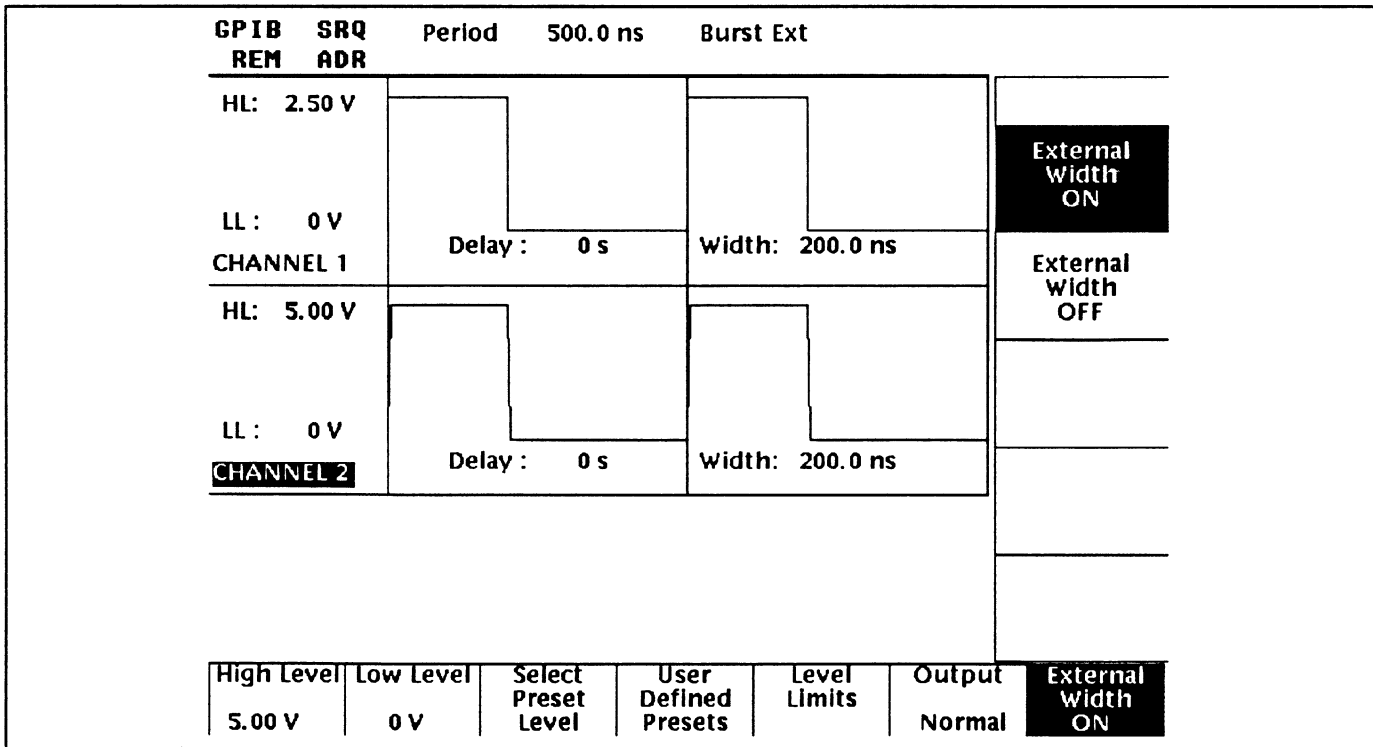 GPIB SRQ Period 500.0 ns Burst Ext
REM ADR
HL: 2.50 V
LL : 0 V
Delay : 0 s Width: 200.0 ns
CHANNEL 1
HL: 5.00 V
LL : 0 V
Delay : 0 s Width: 200.0 ns
CHANNEL 2
External
Width
ON
External
Width
OFF
High Level
5.00 V
Low Level
0 V
Select
Preset
Level
User
Defined
Presets
Level
Limits
Output
Normal
External
Width
ON